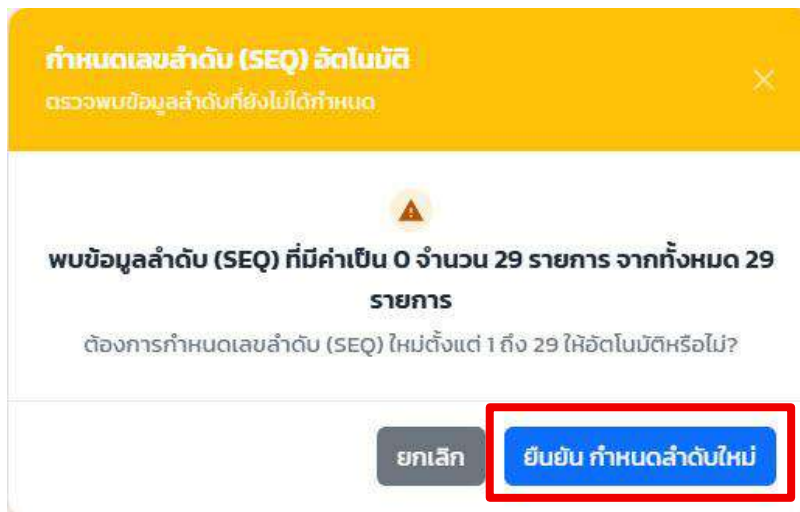 กำหนดเลขลำดับ (SEQ) อัตโนมัติ
ตรวจพบข้อมูลลำดับที่ยังไม่ได้กำหนด
พบข้อมูลลำดับ (SEQ) ที่มีค่าเป็น 0 จำนวน 29 รายการ จากทั้งหมด 29
รายการ
ต้องการกำหนดเลขลำดับ (SEQ) ใหม่ตั้งแต่ 1 ถึง 29 ให้อัตโนมัติหรือไม่?
ยกเลิก
ยืนยัน กำหนดลำดับใหม่